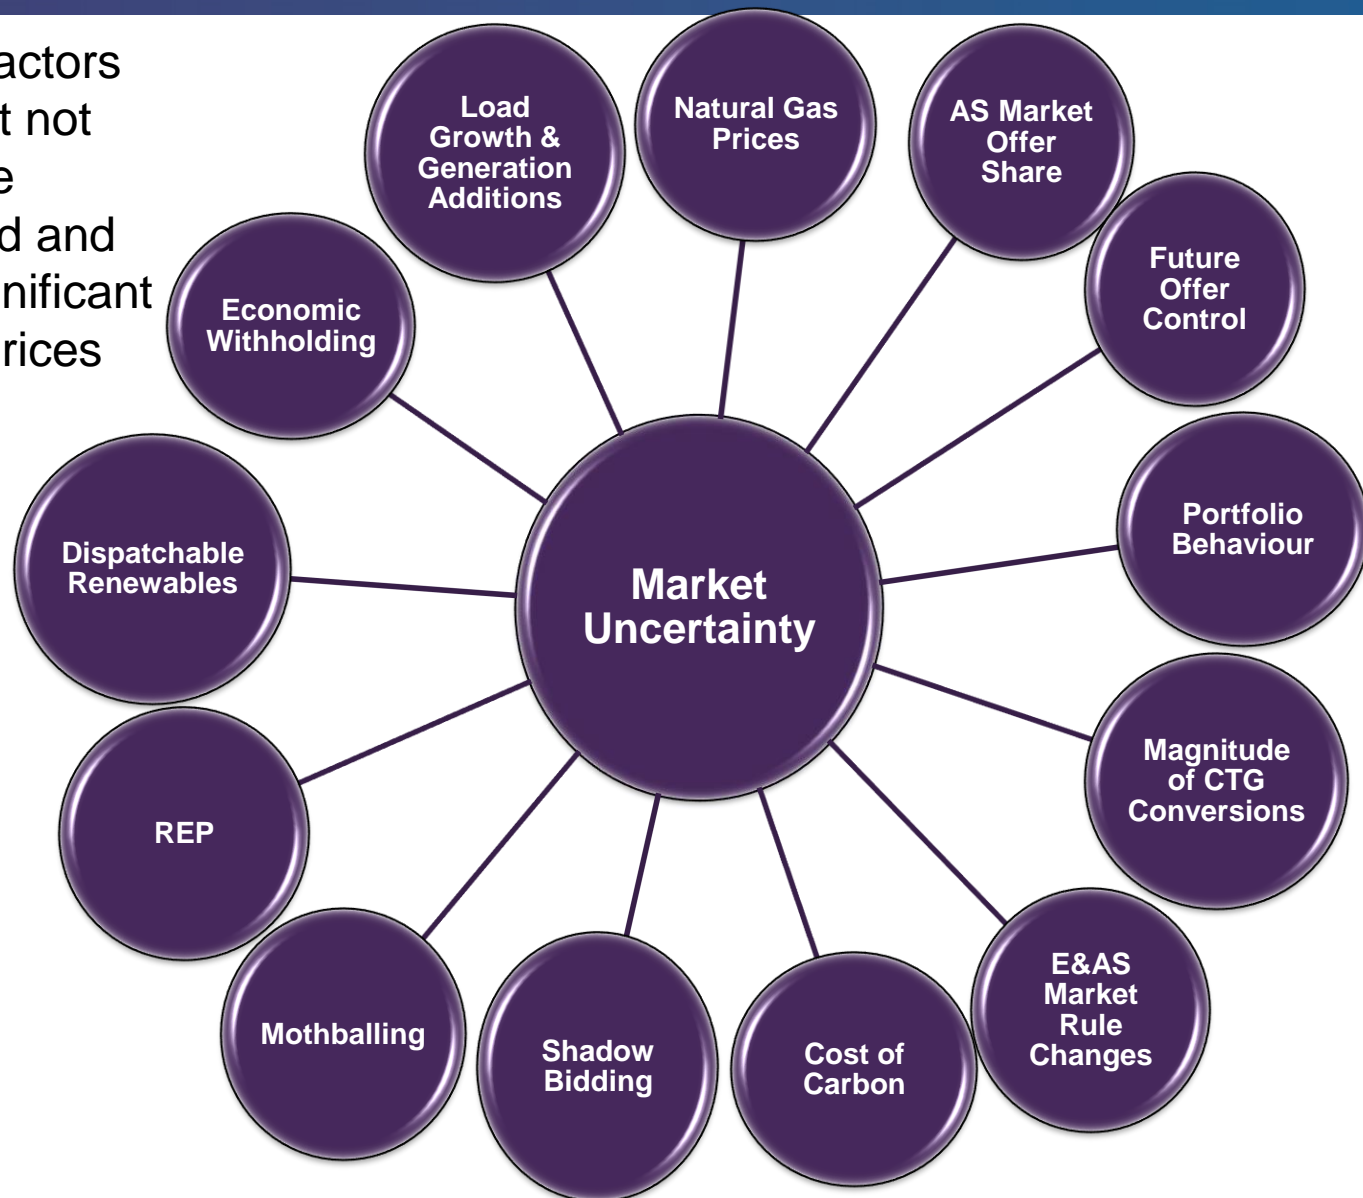 actors
t not
e
d and
nificant
rices
Load
Growth &
Generation
Additions
Natural Gas
Prices
AS Market
Offer
Share
Future
Offer
Control
Economic
Withholding
Portfolio
Behaviour
Dispatchable
Renewables
Market
Uncertainty
Magnitude
of CTG
Conversions
REP
E&AS
Market
Rule
Changes
Mothballing
Shadow
Bidding
Cost of
Carbon